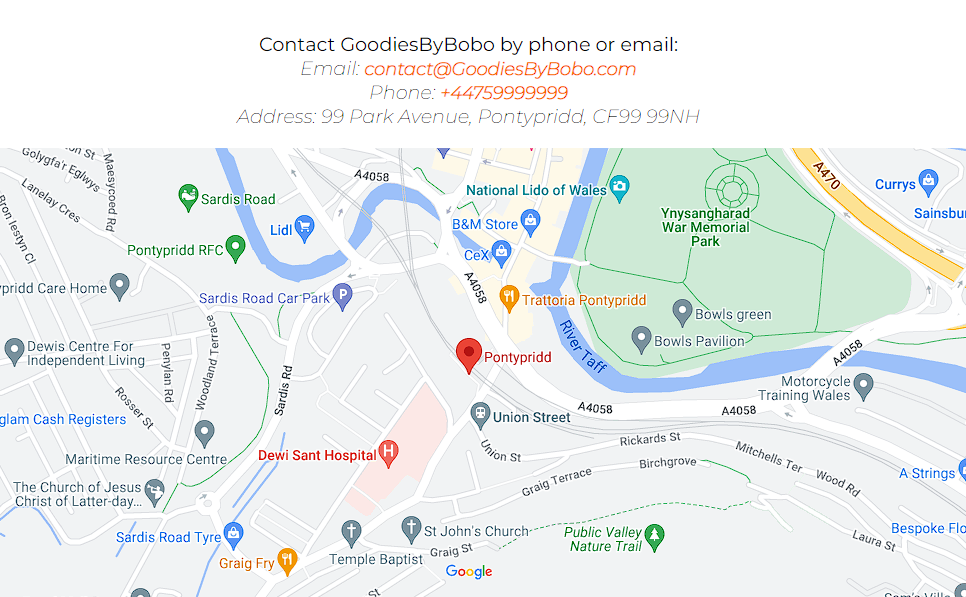 Contact GoodiesByBobo by phone or email:
Email: contact@GoodiesByBobo.com
Phone: +44759999999
Address: 99 Park Avenue, Pontypridd, CF99 99NH
on St
Golygfa'r Eglwys
Maesycoed Rd
Lanelay Cres
Bron Iestyn Cl
Sardis Road
A4058
National Lido of Wales
A470
Currys
Sainsbu
Lidl
B&M Store
Ynysangharad
War Memorial
Park
Pontypridd RFC
CeX
ypridd Care Home
Sardis Road Car Park
A4058
Trattoria Pontypridd
Bowls green
Bowls Pavilion
River Taff
Woodland Terrace
Dewis Centre For
Independent Living
Penylan Rd
Pontypridd
A4058
Sardis Rd
Rosser St
Motorcycle
Training Wales
glam Cash Registers
Union Street
A4058
A4058
Maritime Resource Centre
Dewi Sant Hospital
Union St
Rickards St
Mitchells Ter
Birchgrove
Wood Rd
Graig Terrace
A Strings
The Church of Jesus
Christ of Latter-day...
Sardis Road Tyre
St John's Church
Public Valley
Nature Trail
Bespoke Flo
Laura St
Graig Fry
Temple Baptist
Graig St
Google
St
Sam's Villa